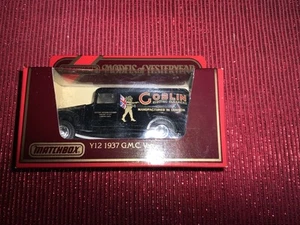 MODELS of YESTERYEAR
GOBLIN
MATCHBOX
Y12 1937 G.M.C. V